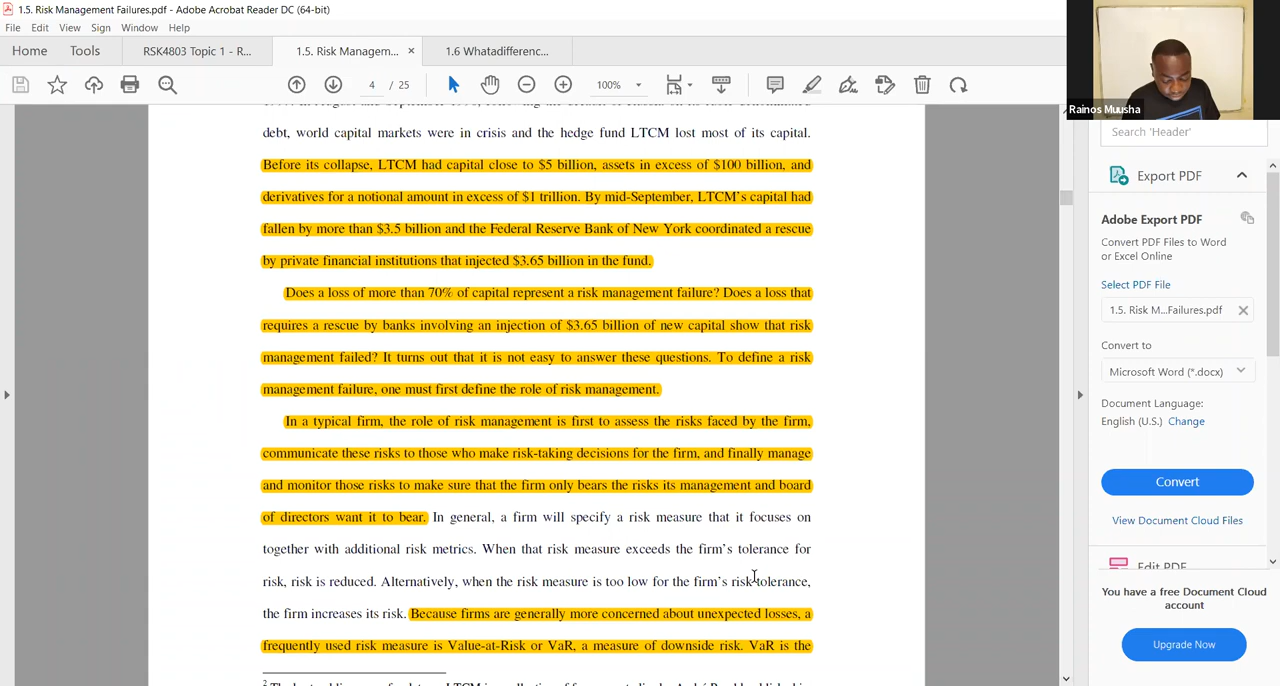 1.5. Risk Management Failures.pdf - Adobe Acrobat Reader DC (64-bit)
File Edit View Sign Window Help
Home Tools RSK4803 Topic 1 - R... 1.5. Risk Managem... × 1.6 Whatadifferenc...
4 / 25 100%
Rainos Muusha
debt, world capital markets were in crisis and the hedge fund LTCM lost most of its capital.
Before its collapse, LTCM had capital close to $5 billion, assets in excess of $100 billion, and
derivatives for a notional amount in excess of $1 trillion. By mid-September, LTCM's capital had
fallen by more than $3.5 billion and the Federal Reserve Bank of New York coordinated a rescue
by private financial institutions that injected $3.65 billion in the fund.
Does a loss of more than 70% of capital represent a risk management failure? Does a loss that
requires a rescue by banks involving an injection of $3.65 billion of new capital show that risk
management failed? It turns out that it is not easy to answer these questions. To define a risk
management failure, one must first define the role of risk management.
In a typical firm, the role of risk management is first to assess the risks faced by the firm,
communicate these risks to those who make risk-taking decisions for the firm, and finally manage
and monitor those risks to make sure that the firm only bears the risks its management and board
of directors want it to bear. In general, a firm will specify a risk measure that it focuses on
together with additional risk metrics. When that risk measure exceeds the firm's tolerance for
risk, risk is reduced. Alternatively, when the risk measure is too low for the firm's risk tolerance,
the firm increases its risk. Because firms are generally more concerned about unexpected losses, a
frequently used risk measure is Value-at-Risk or VaR, a measure of downside risk. VaR is the
Search 'Header'
Export PDF
Adobe Export PDF
Convert PDF Files to Word
or Excel Online
Select PDF File
1.5. Risk M...Failures.pdf
Convert to
Microsoft Word (*.docx)
Document Language:
English (U.S.) Change
Convert
View Document Cloud Files
Edit PDF
You have a free Document Cloud
account
Upgrade Now